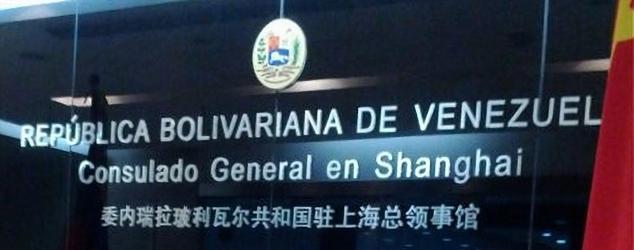 REPÚBLICA BOLIVARIANA DE VENEZUEL
Consulado General en Shanghai
委内瑞拉玻利瓦尔共和国驻上海总领事馆